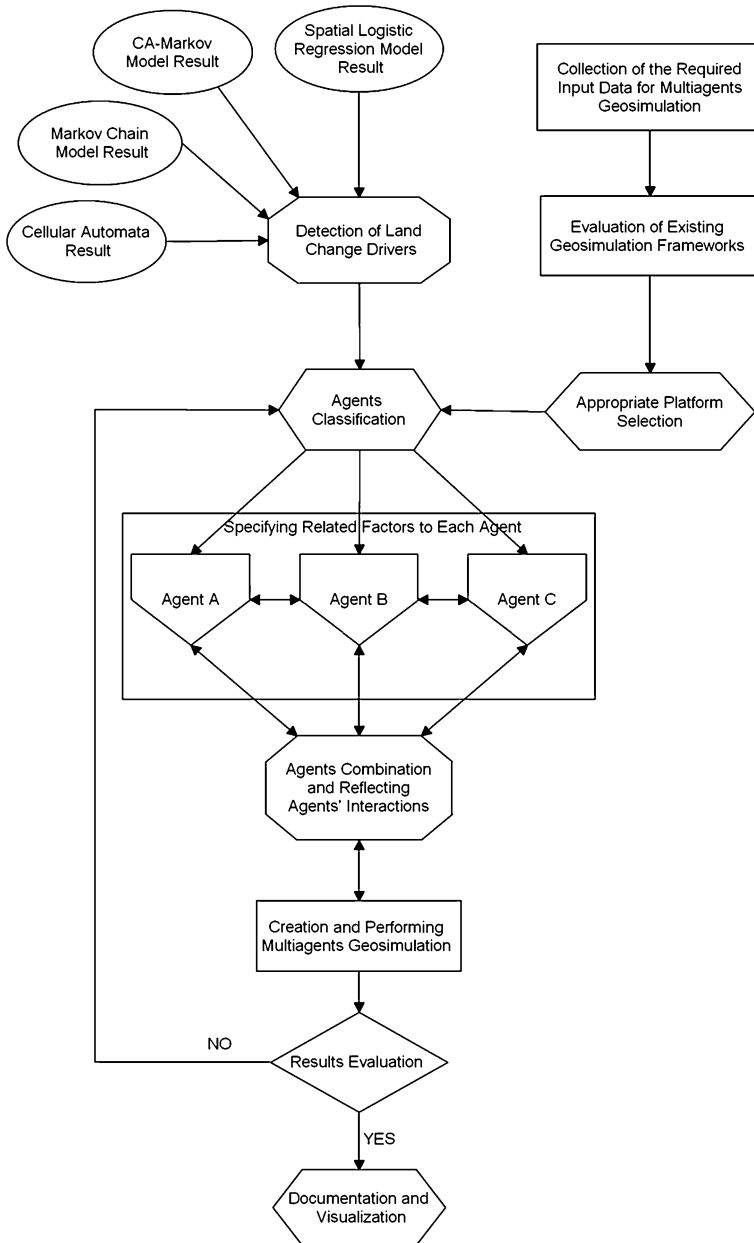 CA-Markov
Model Result
Spatial Logistic
Regression Model
Result
Collection of the Required
Input Data for Multiagents
Geosimulation
Markov Chain
Model Result
Cellular Automata
Result
Detection of Land
Change Drivers
Evaluation of Existing
Geosimulation Frameworks
Agents
Classification
Appropriate Platform
Selection
Specifying Related Factors to Each Agent
Agent A
Agent B
Agent C
Agents Combination
and Reflecting
Agents' Interactions
Creation and Performing
Multiagents Geosimulation
NO
Results Evaluation
YES
Documentation and
Visualization